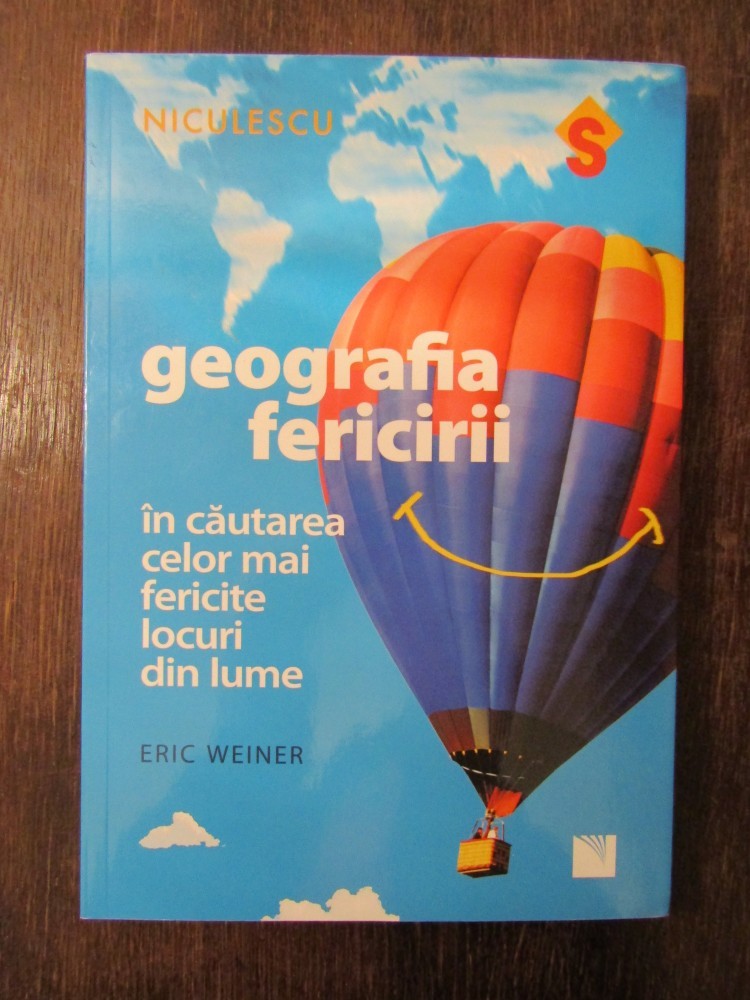 NICULESCU
S
geografia
fericirii
în căutarea
celor mai
fericite
locuri
din lume
ERIC WEINER